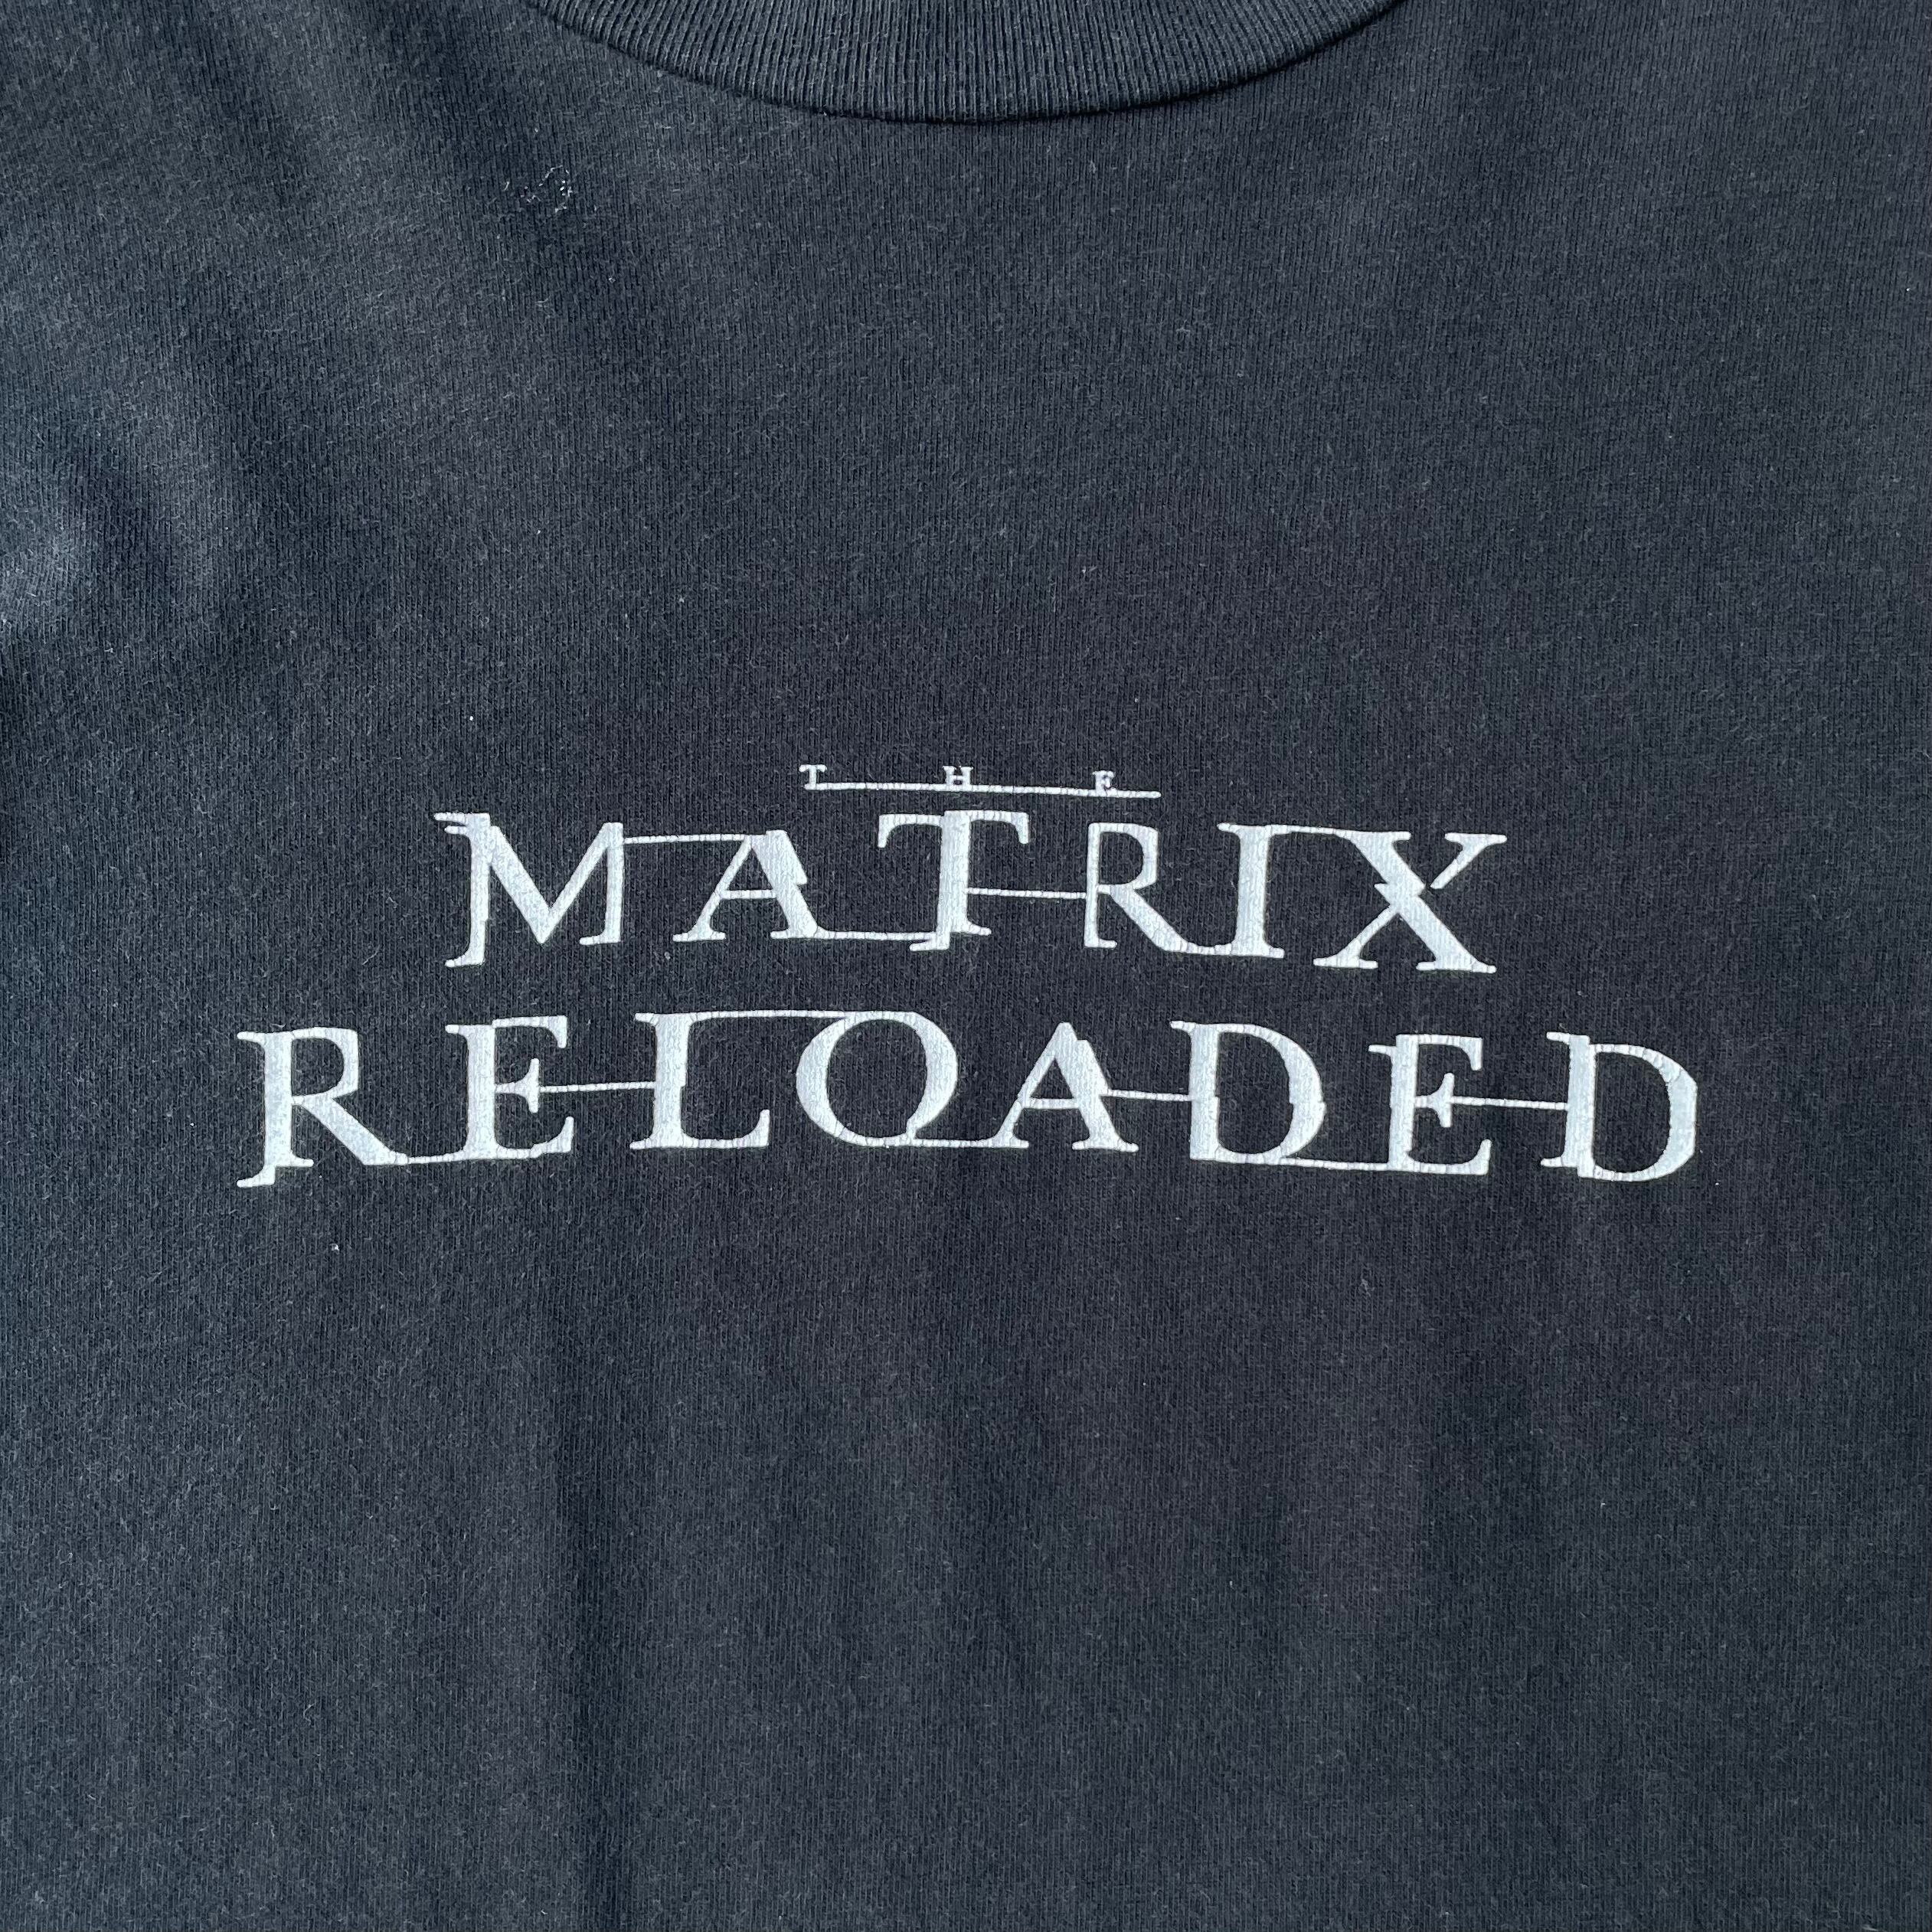 THE
MATRIX
RELOADED